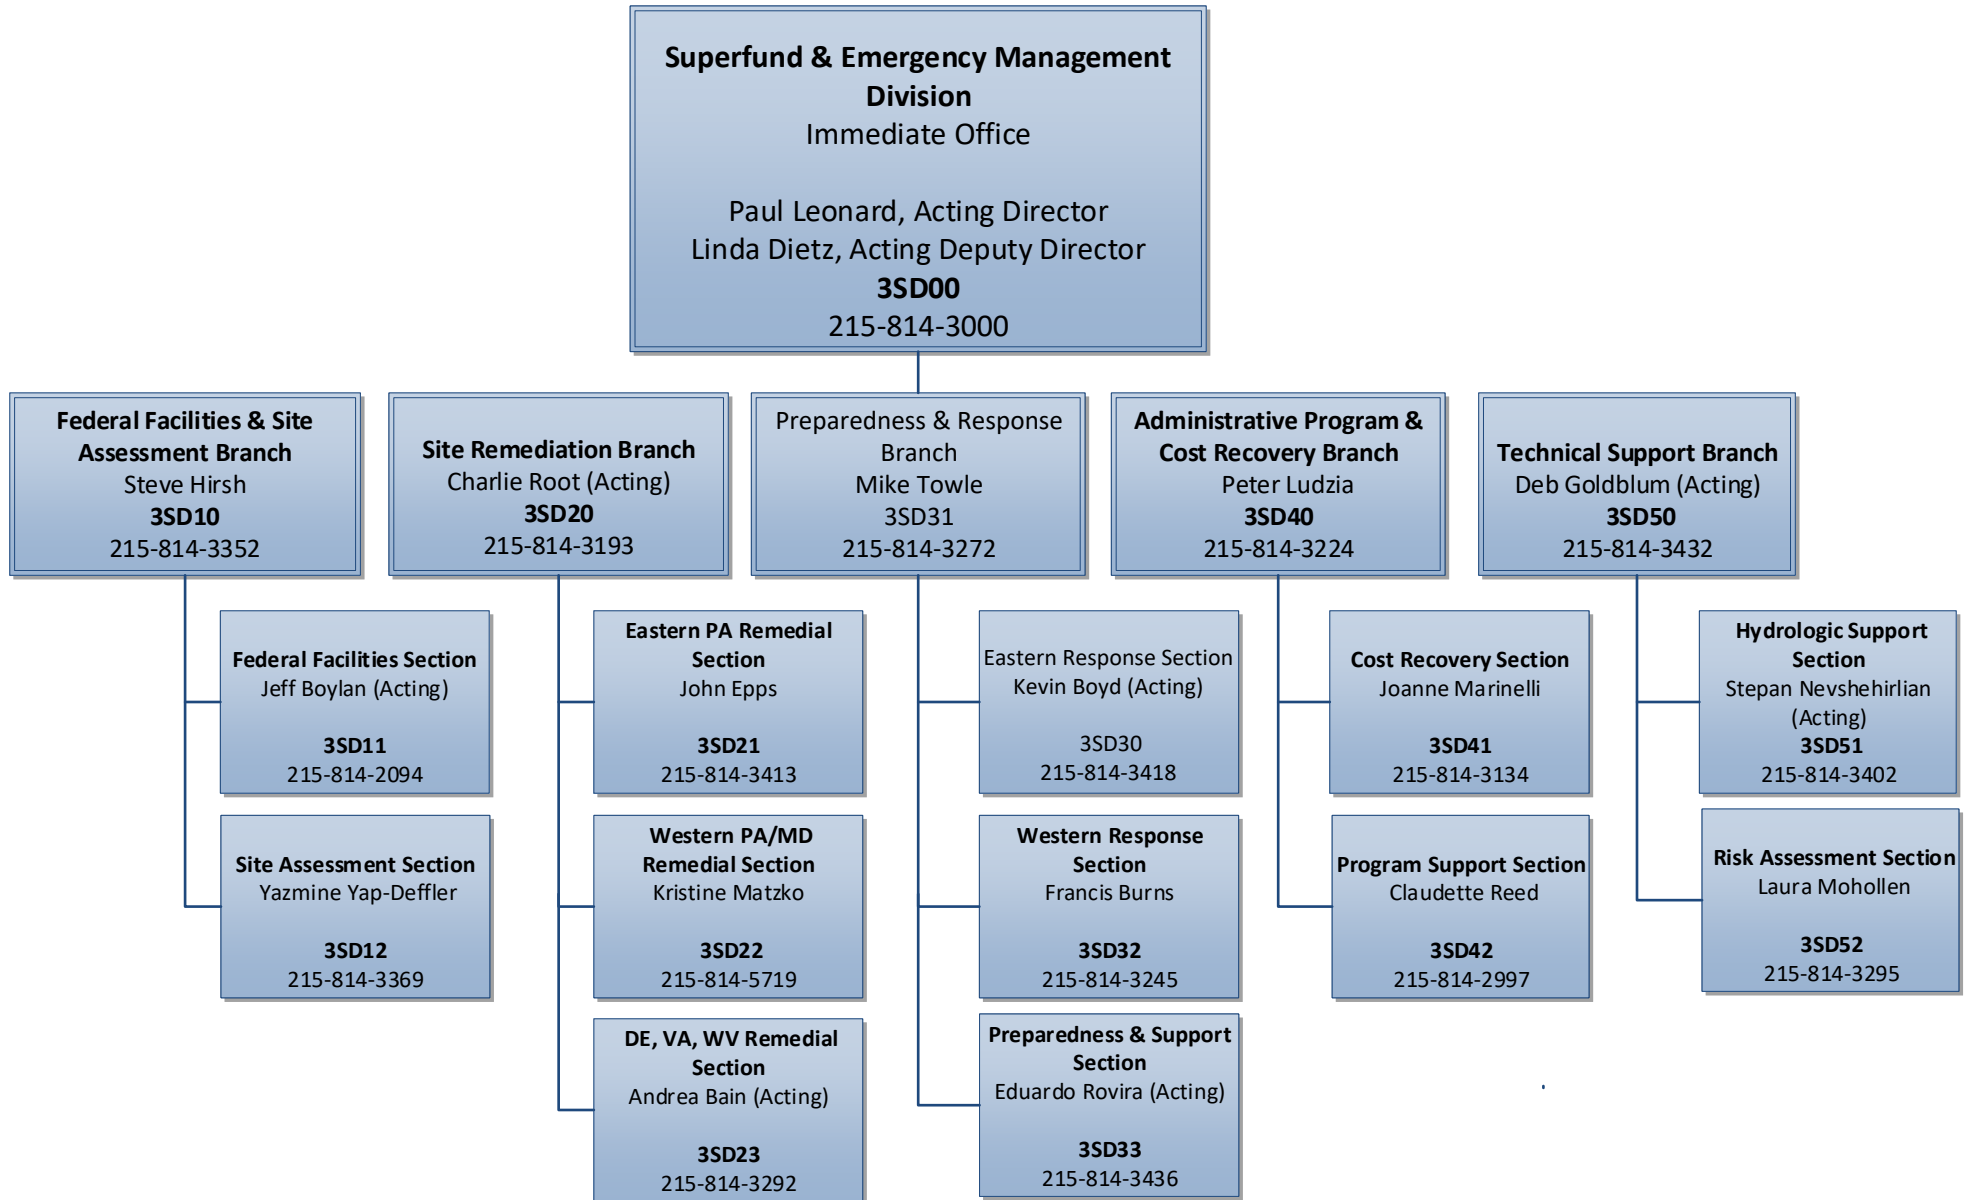 Superfund & Emergency Management
Division
Immediate Office
Paul Leonard, Acting Director
Linda Dietz, Acting Deputy Director
3SD00
215-814-3000
Federal Facilities & Site
Assessment Branch
Steve Hirsh
3SD10
215-814-3352
Site Remediation Branch
Charlie Root (Acting)
3SD20
215-814-3193
Preparedness & Response
Branch
Mike Towle
3SD31
215-814-3272
Administrative Program &
Cost Recovery Branch
Peter Ludzia
3SD40
215-814-3224
Technical Support Branch
Deb Goldblum (Acting)
3SD50
215-814-3432
Federal Facilities Section
Jeff Boylan (Acting)
3SD11
215-814-2094
Eastern PA Remedial
Section
John Epps
3SD21
215-814-3413
Eastern Response Section
Kevin Boyd (Acting)
3SD30
215-814-3418
Cost Recovery Section
Joanne Marinelli
3SD41
215-814-3134
Hydrologic Support
Section
Stepan Nevshehirlian
(Acting)
3SD51
215-814-3402
Site Assessment Section
Yazmine Yap-Deffler
3SD12
215-814-3369
Western PA/MD
Remedial Section
Kristine Matzko
3SD22
215-814-5719
Western Response
Section
Francis Burns
3SD32
215-814-3245
Program Support Section
Claudette Reed
3SD42
215-814-2997
Risk Assessment Section
Laura Mohollen
3SD52
215-814-3295
DE, VA, WV Remedial
Section
Andrea Bain (Acting)
3SD23
215-814-3292
Preparedness & Support
Section
Eduardo Rovira (Acting)
3SD33
215-814-3436